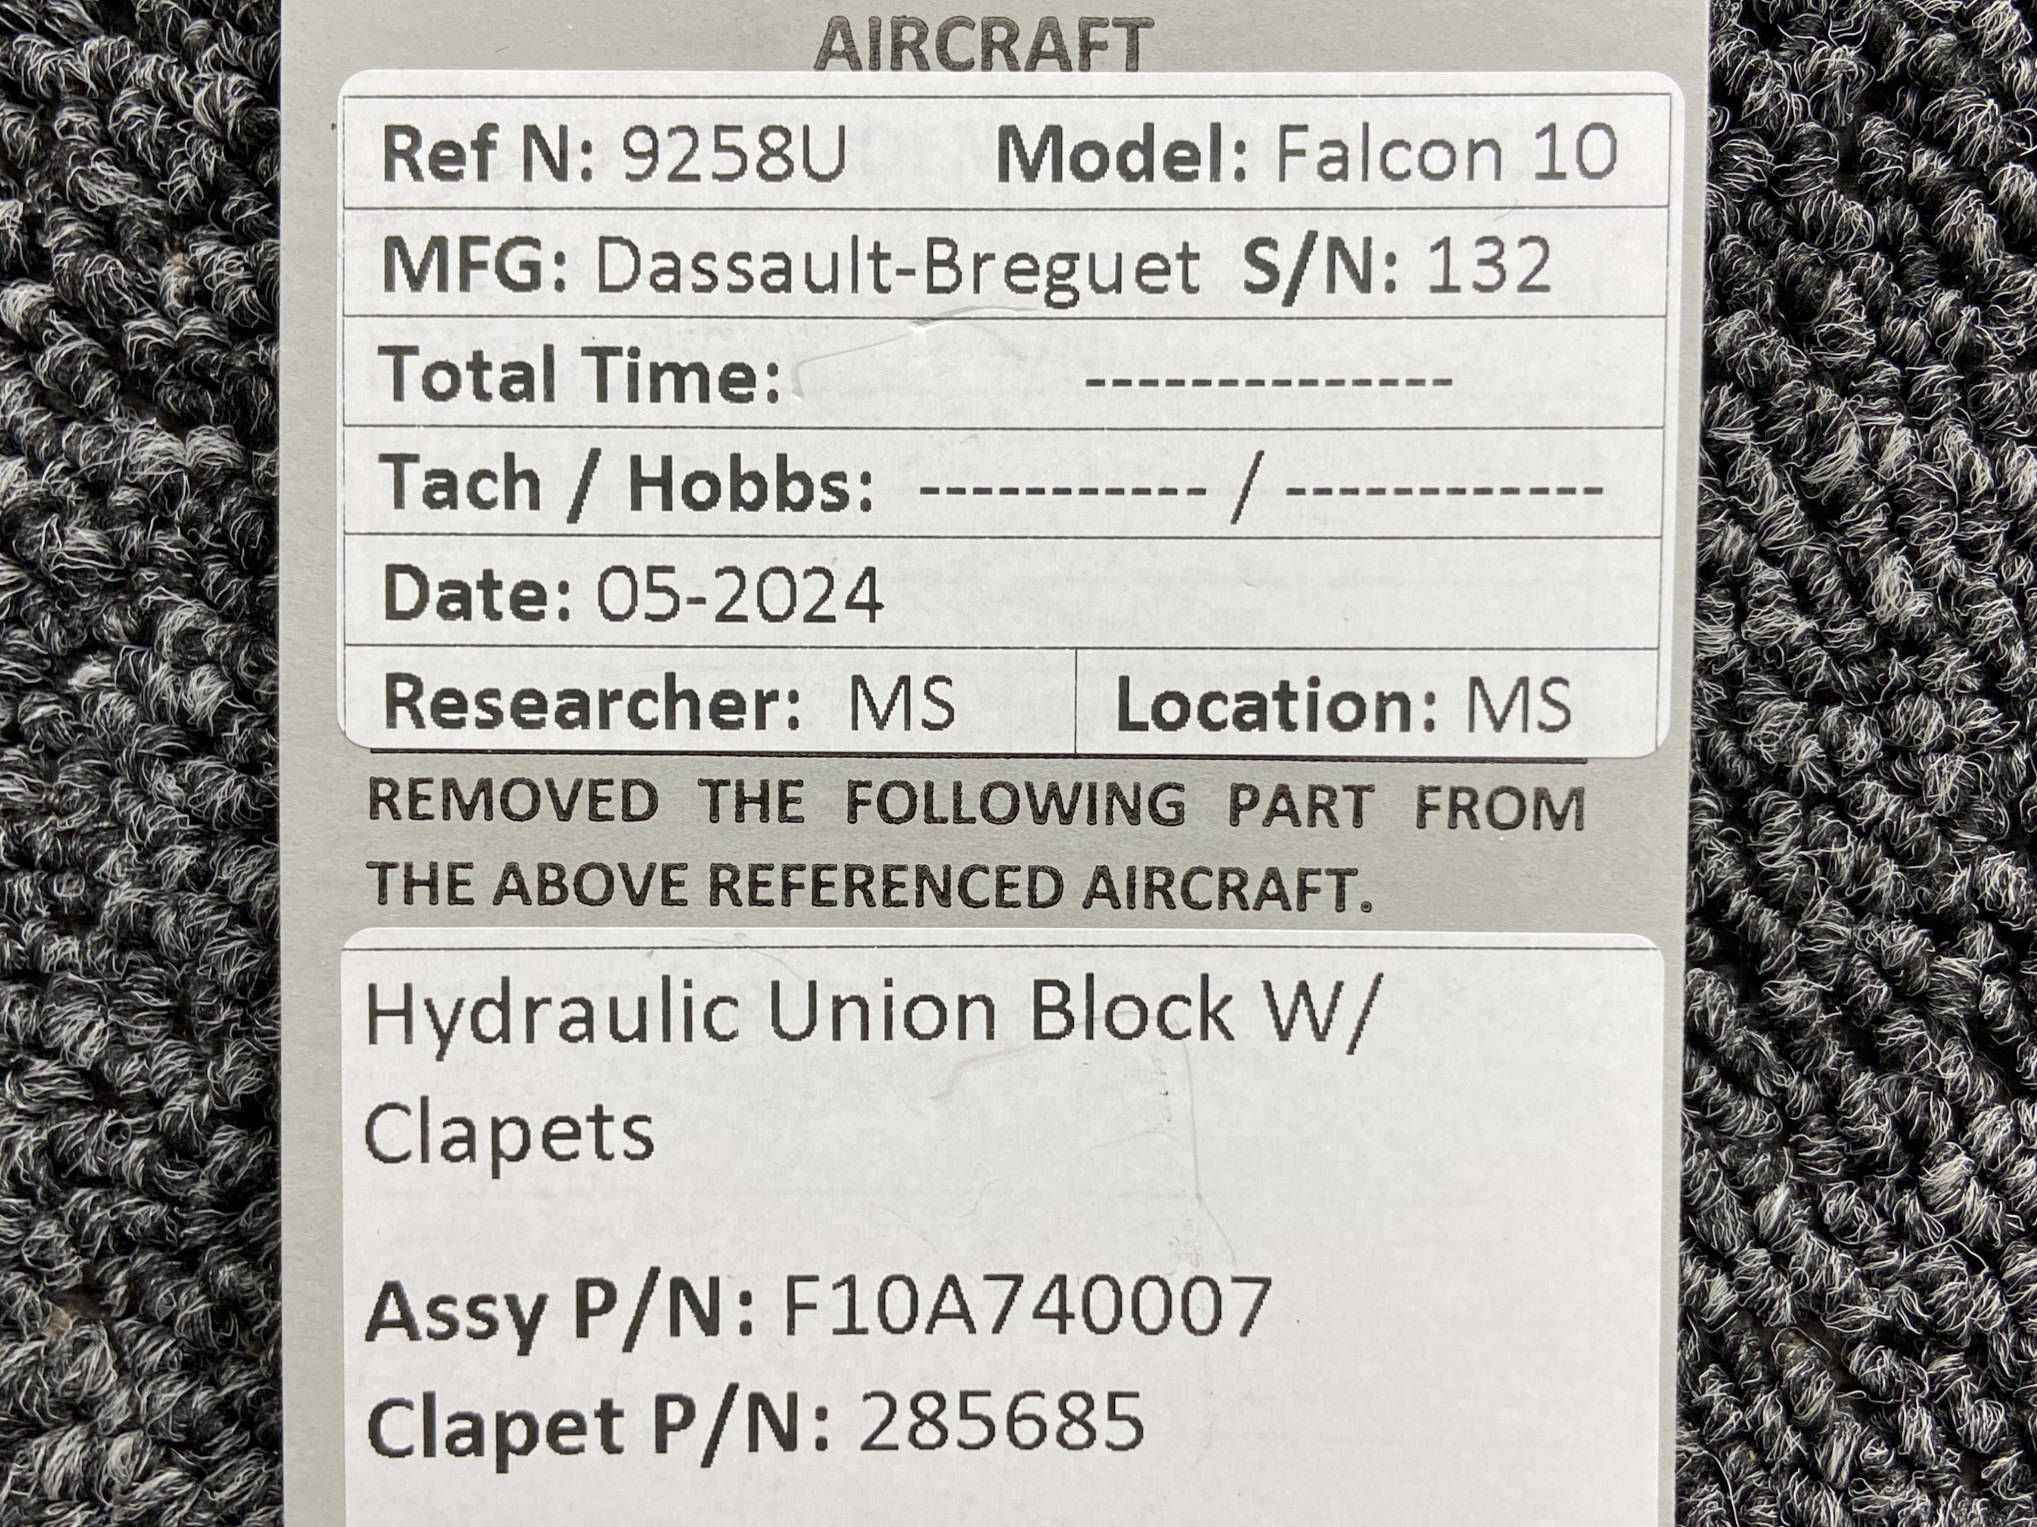 AIRCRAFT
Ref N: 9258U Model: Falcon 10
MFG: Dassault-Breguet S/N: 132
Total Time: --------------
Tach / Hobbs: ----------- / ------------
Date: 05-2024
Researcher: MS Location: MS
REMOVED THE FOLLOWING PART FROM
THE ABOVE REFERENCED AIRCRAFT.
Hydraulic Union Block W/
Clapets
Assy P/N: F10A740007
Clapet P/N: 285685